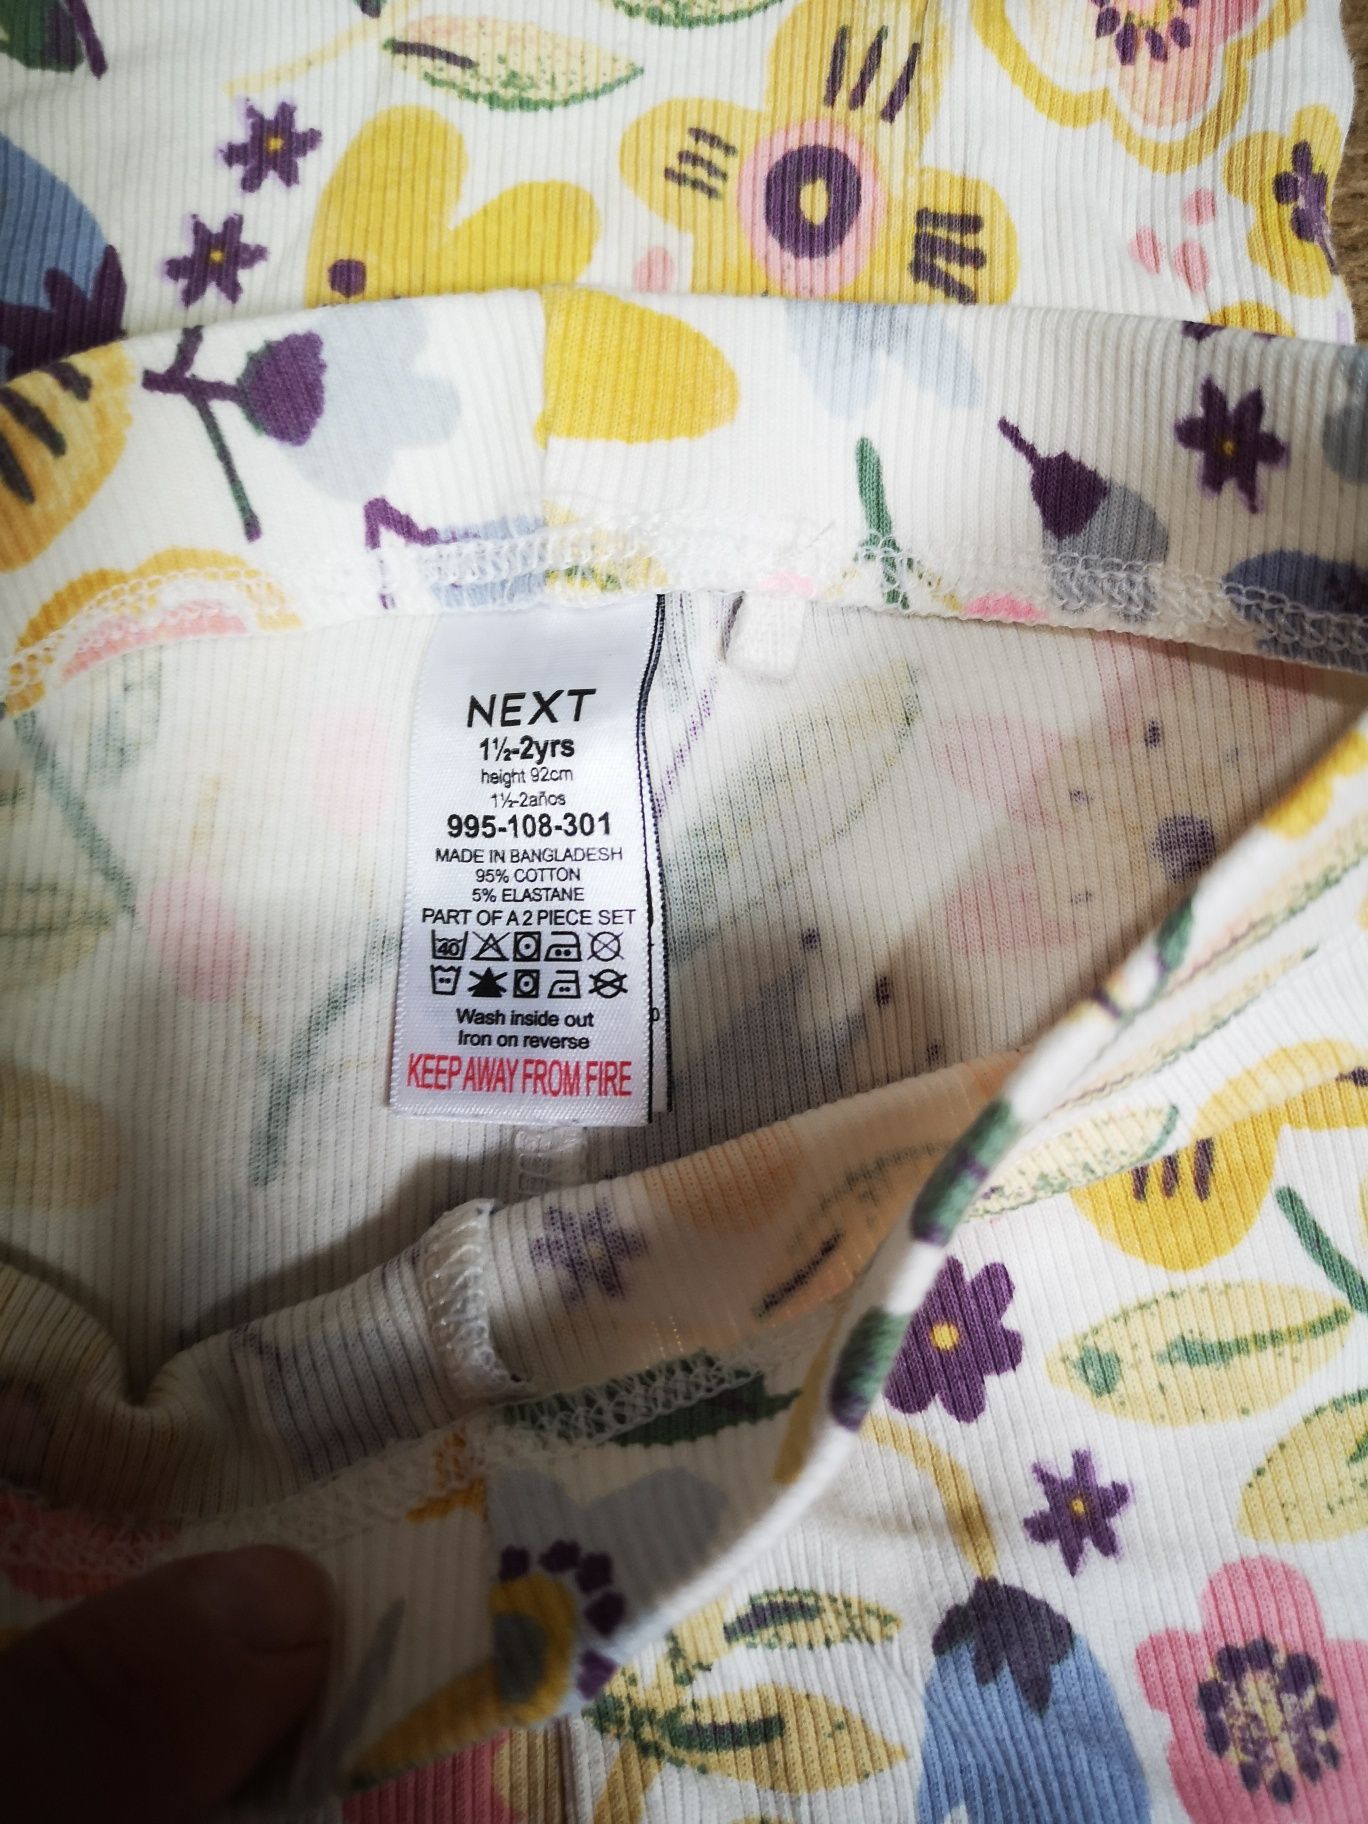 NEXT
1½-2yrs
height 92cm
1½-2años
995-108-301
MADE IN BANGLADESH
95% COTTON
5% ELASTANE
PART OF A 2 PIECE SET
40
Wash inside out
Iron on reverse
KEEP AWAY FROM FIRE